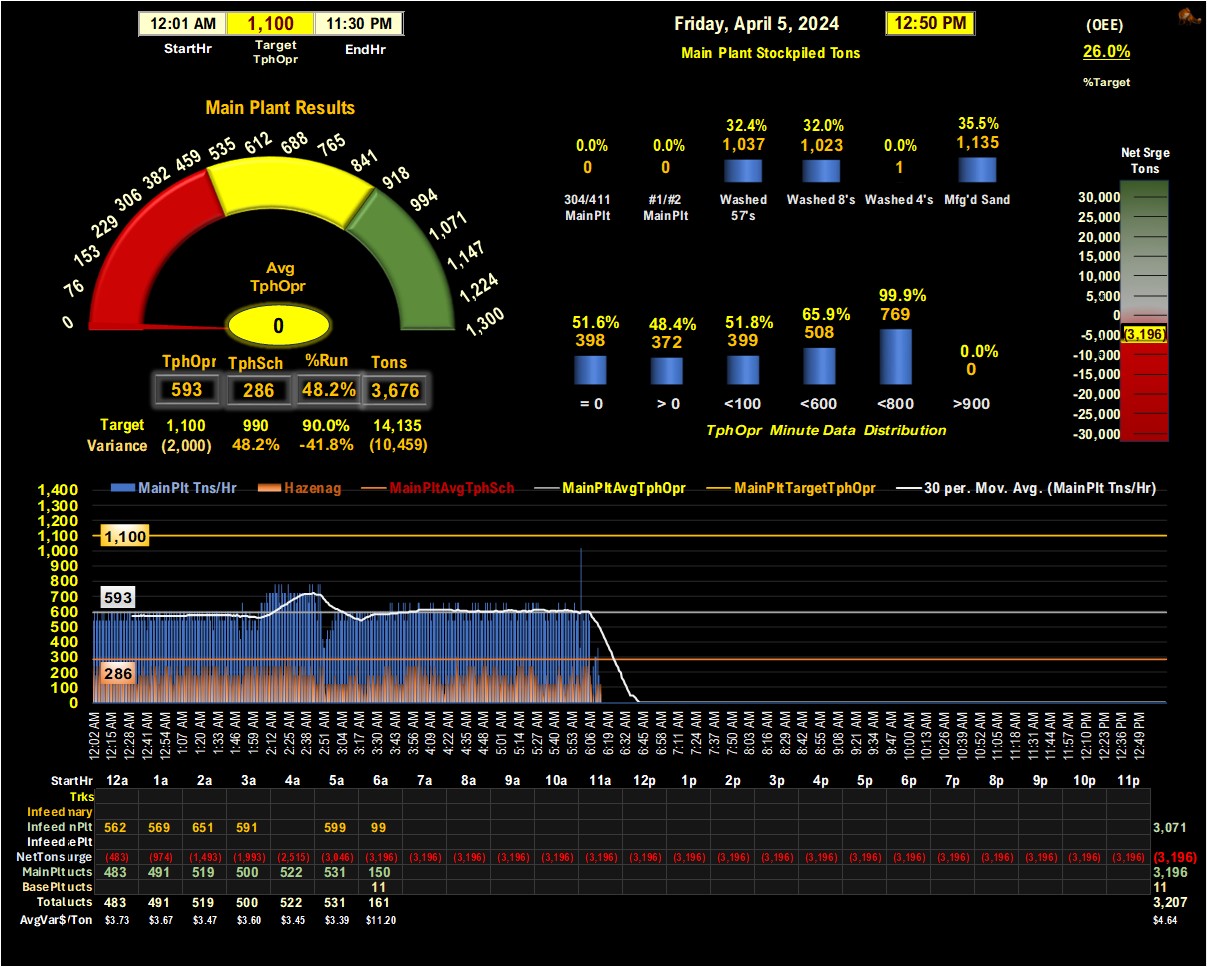 12:01 AM 1,100 11:30 PM
StartHr Target TphOpr EndHr
Friday, April 5, 2024 12:50 PM
Main Plant Stockpiled Tons
(OEE)
26.0%
%Target
Main Plant Results
0 76 153 229 306 382 459 535 612 688 765 841 918 994 1,071 1,147 1,224 1,300
Avg
TphOpr
0
TphOpr TphSch %Run Tons
593 286 48.2% 3,676
Target 1,100 990 90.0% 14,135
Variance (2,000) 48.2% -41.8% (10,459)
0.0% 0.0% 32.4% 32.0% 0.0% 35.5%
0 0 1,037 1,023 1 1,135
304/411 #1/#2 Washed Washed 8's Washed 4's Mfg'd Sand
MainPlt MainPlt 57's
51.6% 48.4% 51.8% 65.9% 99.9% 0.0%
398 372 399 508 769 0
= 0 > 0 <100 <600 <800 >900
TphOpr Minute Data Distribution
Net Srge
Tons
30,000
25,000
20,000
15,000
10,000
5,000
0
-5,000 (3,196)
-10,000
-15,000
-20,000
-25,000
-30,000
MainPlt Tns/Hr Hazenag MainPltAvgTphSch MainPltAvgTphOpr MainPltTargetTphOpr 30 per. Mov. Avg. (MainPlt Tns/Hr)
1,400
1,300
1,200
1,100 1,100
1,000
900
800
700 593
600
500
400
300
200 286
100
0
12:02 AM 12:15 AM 12:28 AM 12:41 AM 12:54 AM 1:07 AM 1:20 AM 1:33 AM 1:46 AM 1:59 AM 2:12 AM 2:25 AM 2:38 AM 2:51 AM 3:04 AM 3:17 AM 3:30 AM 3:43 AM 3:56 AM 4:09 AM 4:22 AM 4:35 AM 4:48 AM 5:01 AM 5:14 AM 5:27 AM 5:40 AM 5:53 AM 6:06 AM 6:19 AM 6:32 AM 6:45 AM 6:58 AM 7:11 AM 7:24 AM 7:37 AM 7:50 AM 8:03 AM 8:16 AM 8:29 AM 8:42 AM 8:55 AM 9:08 AM 9:21 AM 9:34 AM 9:47 AM 10:00 AM 10:13 AM 10:26 AM 10:39 AM 10:52 AM 11:05 AM 11:18 AM 11:31 AM 11:44 AM 11:57 AM 12:10 PM 12:23 PM 12:36 PM 12:49 PM
StartHr 12a 1a 2a 3a 4a 5a 6a 7a 8a 9a 10a 11a 12p 1p 2p 3p 4p 5p 6p 7p 8p 9p 10p 11p
Trks
Infeed mary
Infeed nPlt 562 569 651 591 599 99 3,071
Infeed ePlt
NetTons urge (483) (974) (1,493) (1,993) (2,515) (3,046) (3,196) (3,196) (3,196) (3,196) (3,196) (3,196) (3,196) (3,196) (3,196) (3,196) (3,196) (3,196) (3,196) (3,196) (3,196) (3,196) (3,196) (3,196) (3,196)
MainPlt ucts 483 491 519 500 522 531 150 3,196
BasePlt ucts 11 11
Totalucts 483 491 519 500 522 531 161 3,207
AvgVar$/Ton $3.73 $3.67 $3.47 $3.60 $3.45 $3.39 $11.20 $4.64